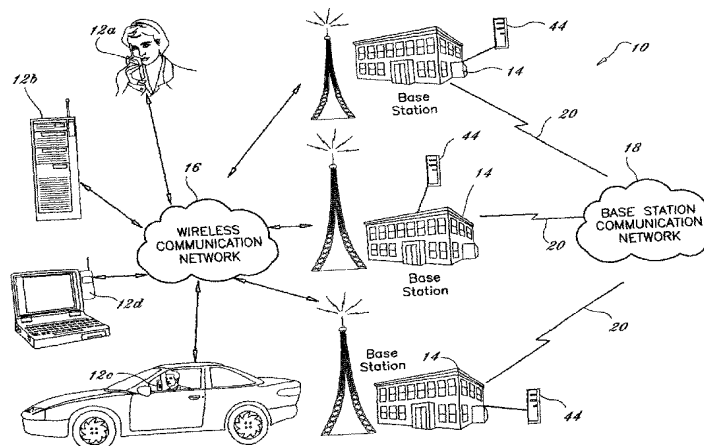 12a
44
12b
10
14
Base
Station
20
44
16
18
14
WIRELESS
COMMUNICATION
NETWORK
BASE STATION
COMMUNICATION
NETWORK
20
Base
Station
12d
20
Base
Station
14
12c
44